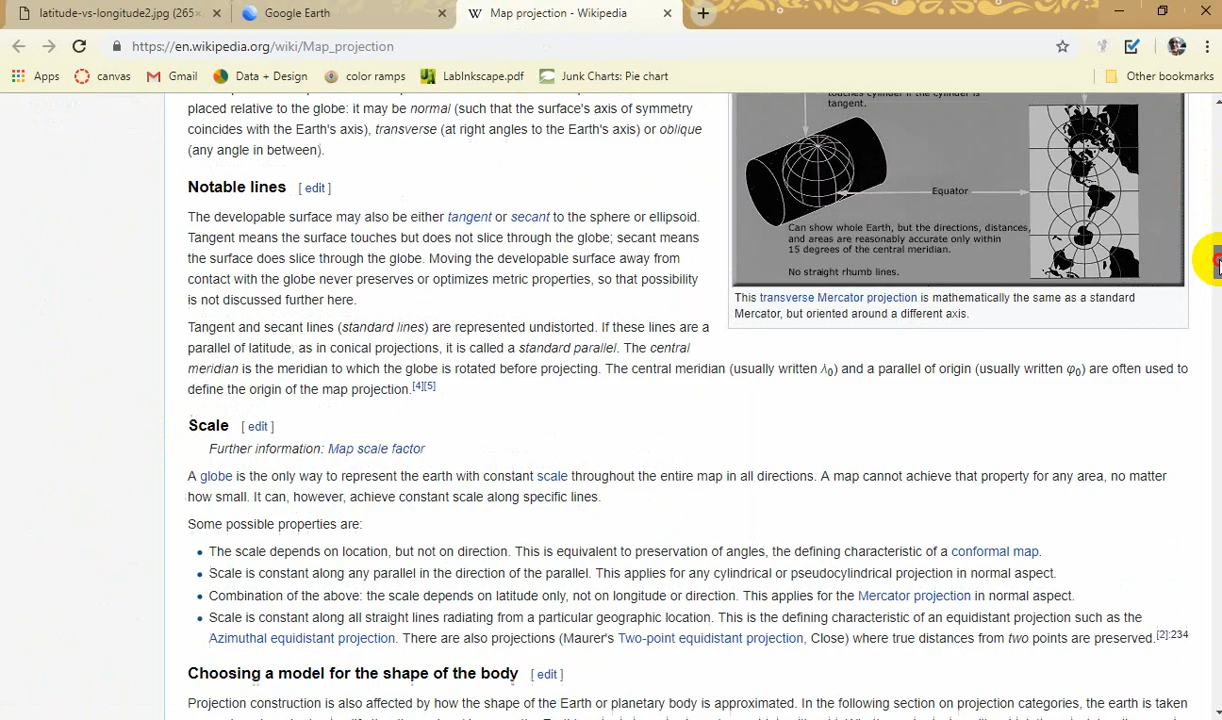 latitude-vs-longitude2.jpg (265×
Google Earth
Map projection - Wikipedia
https://en.wikipedia.org/wiki/Map_projection
Apps canvas Gmail Data + Design color ramps LabInkscape.pdf Junk Charts: Pie chart Other bookmarks
placed relative to the globe: it may be normal (such that the surface's axis of symmetry
coincides with the Earth's axis), transverse (at right angles to the Earth's axis) or oblique
(any angle in between).
touches cylinder if the cylinder is
tangent.
Equator
Can show whole Earth, but the directions, distances,
and areas are reasonably accurate only within
15 degrees of the central meridian.
No straight rhumb lines.
This transverse Mercator projection is mathematically the same as a standard
Mercator, but oriented around a different axis.
Notable lines [ edit ]
The developable surface may also be either tangent or secant to the sphere or ellipsoid.
Tangent means the surface touches but does not slice through the globe; secant means
the surface does slice through the globe. Moving the developable surface away from
contact with the globe never preserves or optimizes metric properties, so that possibility
is not discussed further here.
Tangent and secant lines (standard lines) are represented undistorted. If these lines are a
parallel of latitude, as in conical projections, it is called a standard parallel. The central
meridian is the meridian to which the globe is rotated before projecting. The central meridian (usually written λ0) and a parallel of origin (usually written φ0) are often used to
define the origin of the map projection.[4][5]
Scale [ edit ]
Further information: Map scale factor
A globe is the only way to represent the earth with constant scale throughout the entire map in all directions. A map cannot achieve that property for any area, no matter
how small. It can, however, achieve constant scale along specific lines.
Some possible properties are:
• The scale depends on location, but not on direction. This is equivalent to preservation of angles, the defining characteristic of a conformal map.
• Scale is constant along any parallel in the direction of the parallel. This applies for any cylindrical or pseudocylindrical projection in normal aspect.
• Combination of the above: the scale depends on latitude only, not on longitude or direction. This applies for the Mercator projection in normal aspect.
• Scale is constant along all straight lines radiating from a particular geographic location. This is the defining characteristic of an equidistant projection such as the
Azimuthal equidistant projection. There are also projections (Maurer's Two-point equidistant projection, Close) where true distances from two points are preserved.[2]:234
Choosing a model for the shape of the body [ edit ]
Projection construction is also affected by how the shape of the Earth or planetary body is approximated. In the following section on projection categories, the earth is taken